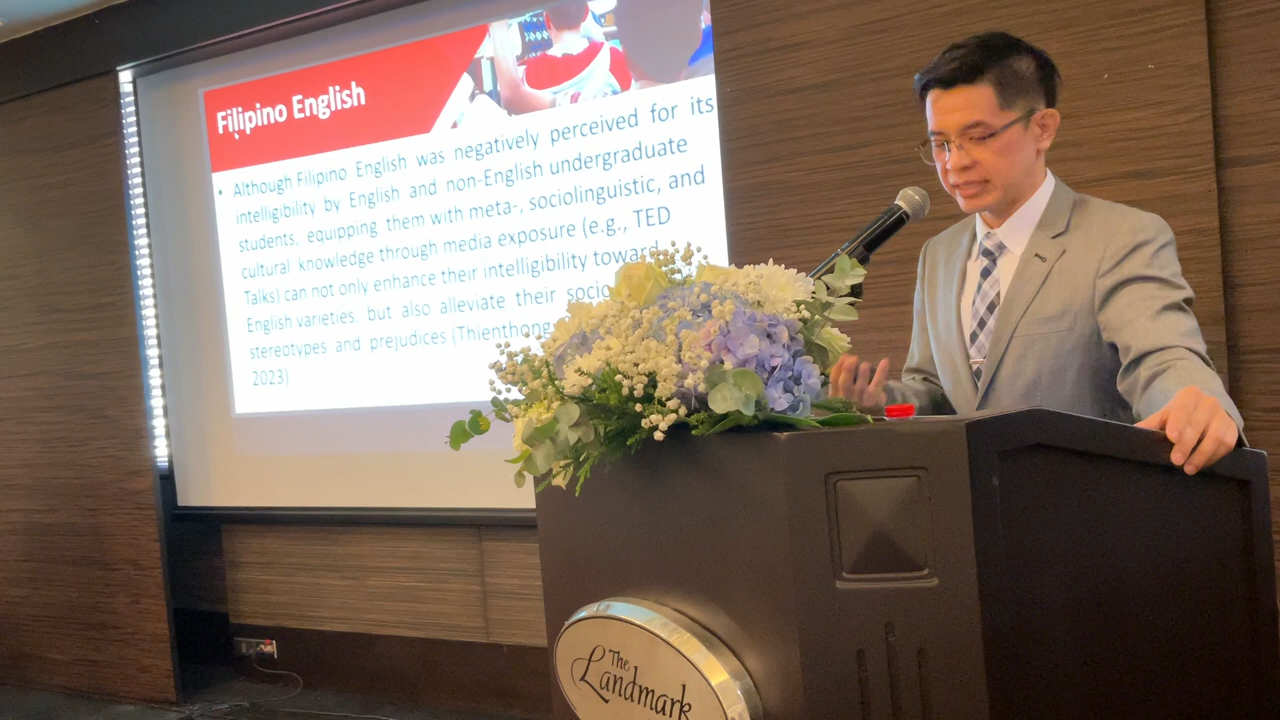 Filipino English
• Although Filipino English was negatively perceived for its
intelligibility by English and non-English undergraduate
students, equipping them with meta-, sociolinguistic, and
cultural knowledge through media exposure (e.g., TED
Talks) can not only enhance their intelligibility toward
English varieties, but also alleviate their
stereotypes and prejudices
2023)
The
Landmark